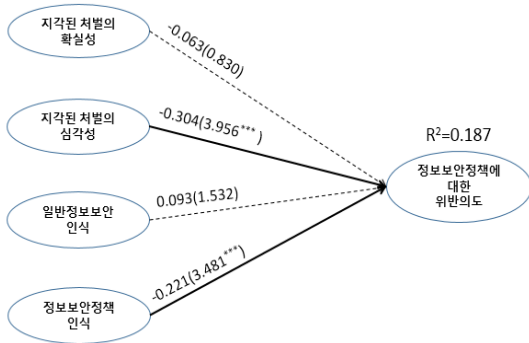 지각된 처벌의
확실성
-0.063(0.830)
지각된 처벌의
심각성
-0.304(3.956***)
R²=0.187
정보보안정책에
대한
위반의도
일반정보보안
인식
0.093(1.532)
정보보안정책
인식
-0.221(3.481***)